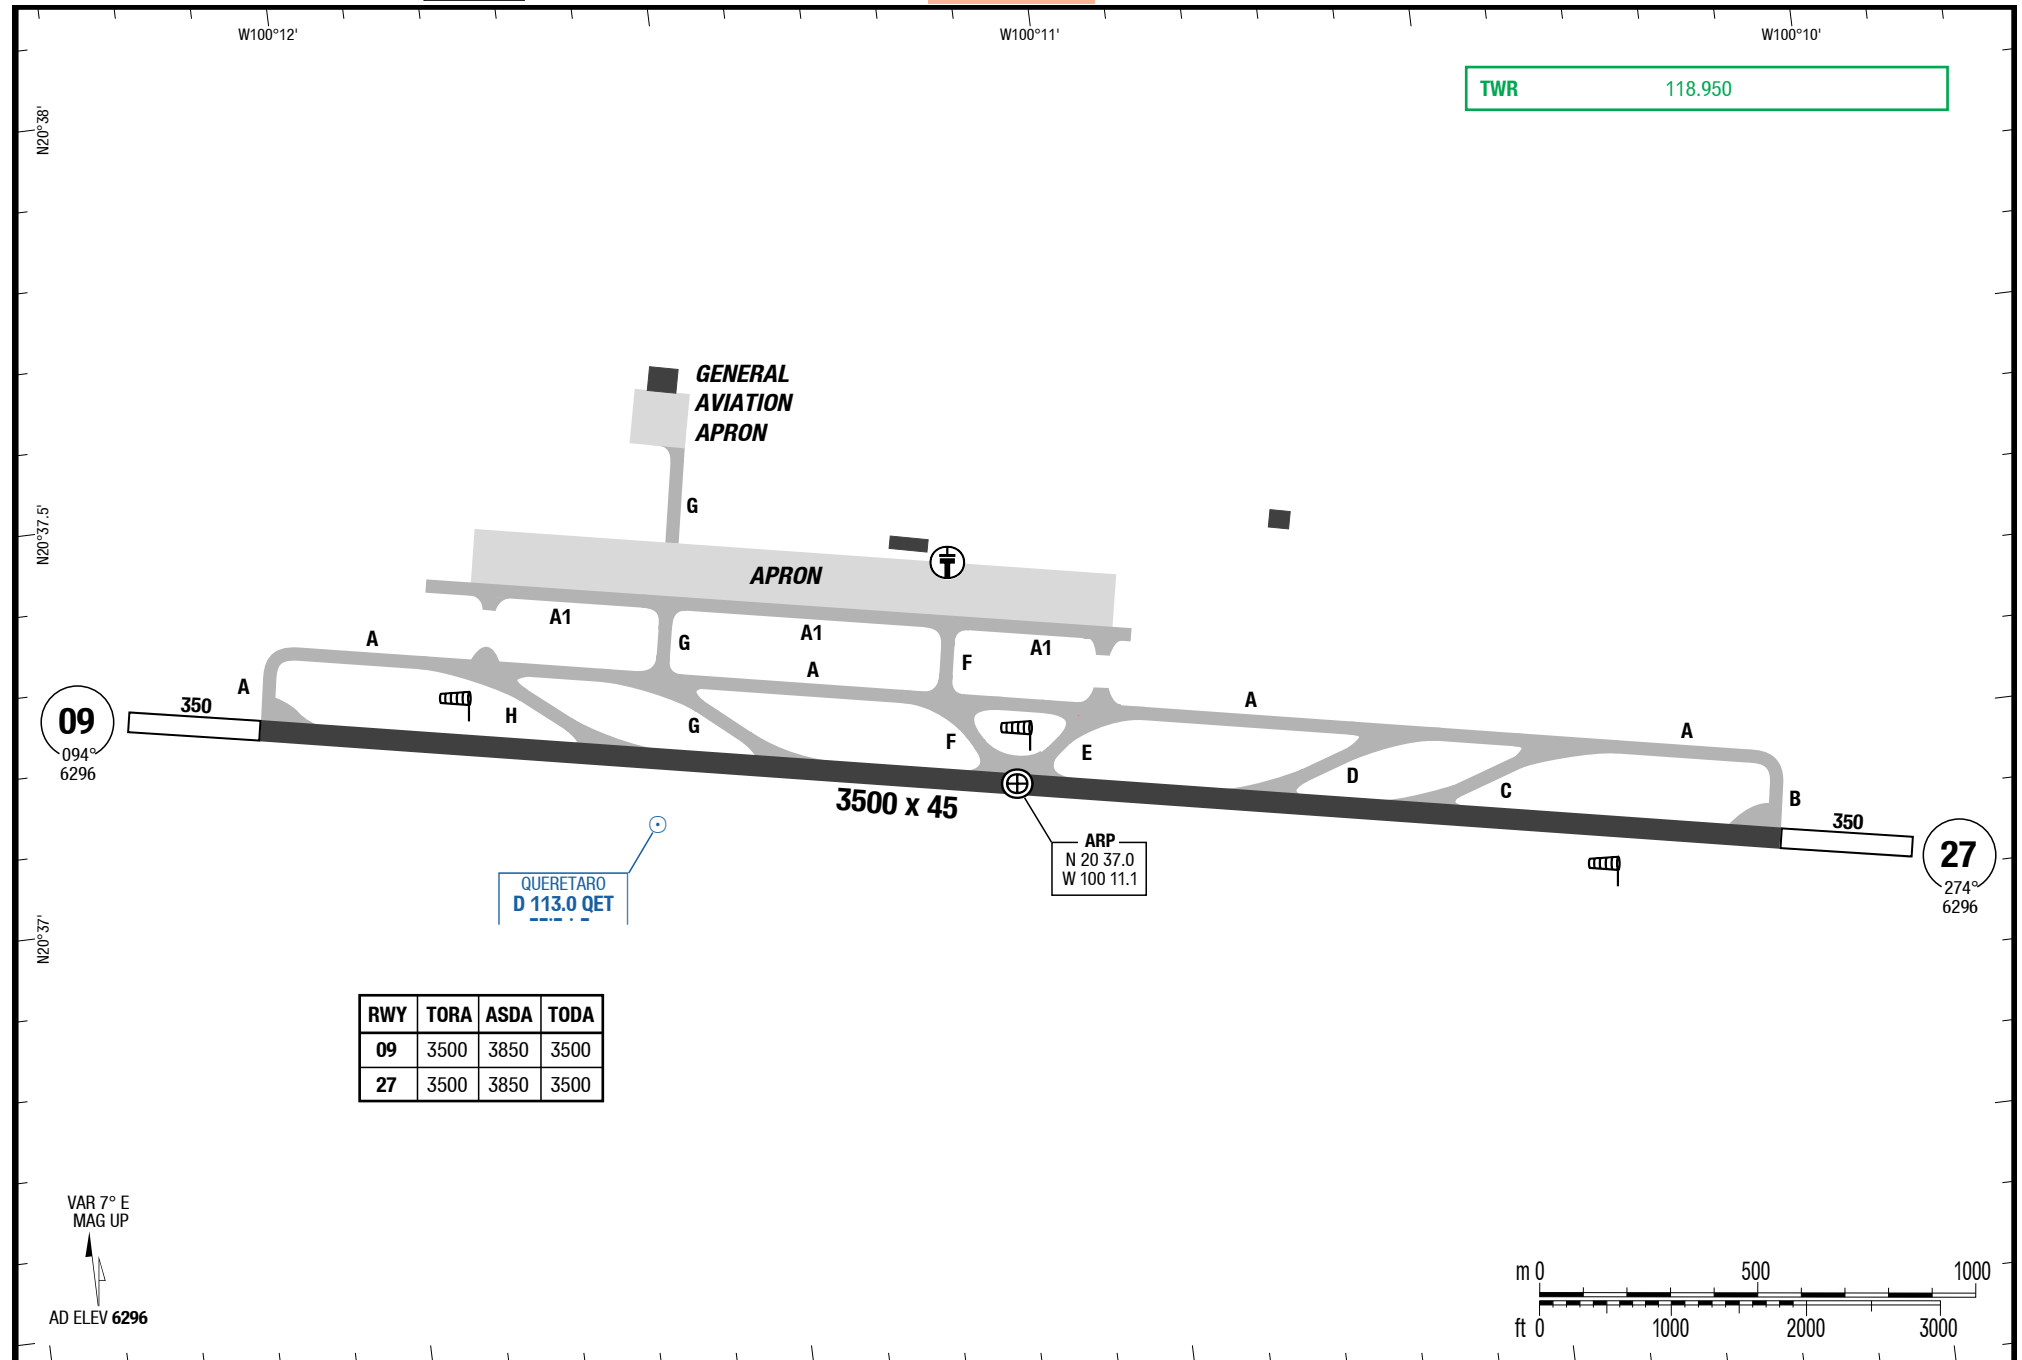 W100°12'
W100°11'
W100°10'
TWR 118.950
N20°38'
GENERAL
AVIATION
APRON
G
N20°37.5'
APRON
A1
A1
A1
A
G
F
A
A
A
A
350
09
094°
6296
H
G
F
E
D
C
B
350
27
274°
6296
3500 x 45
ARP
N 20 37.0
W 100 11.1
QUERETARO
D 113.0 QET
N20°37'
RWY TORA ASDA TODA
09 3500 3850 3500
27 3500 3850 3500
VAR 7° E
MAG UP
AD ELEV 6296
m 0 500 1000
ft 0 1000 2000 3000